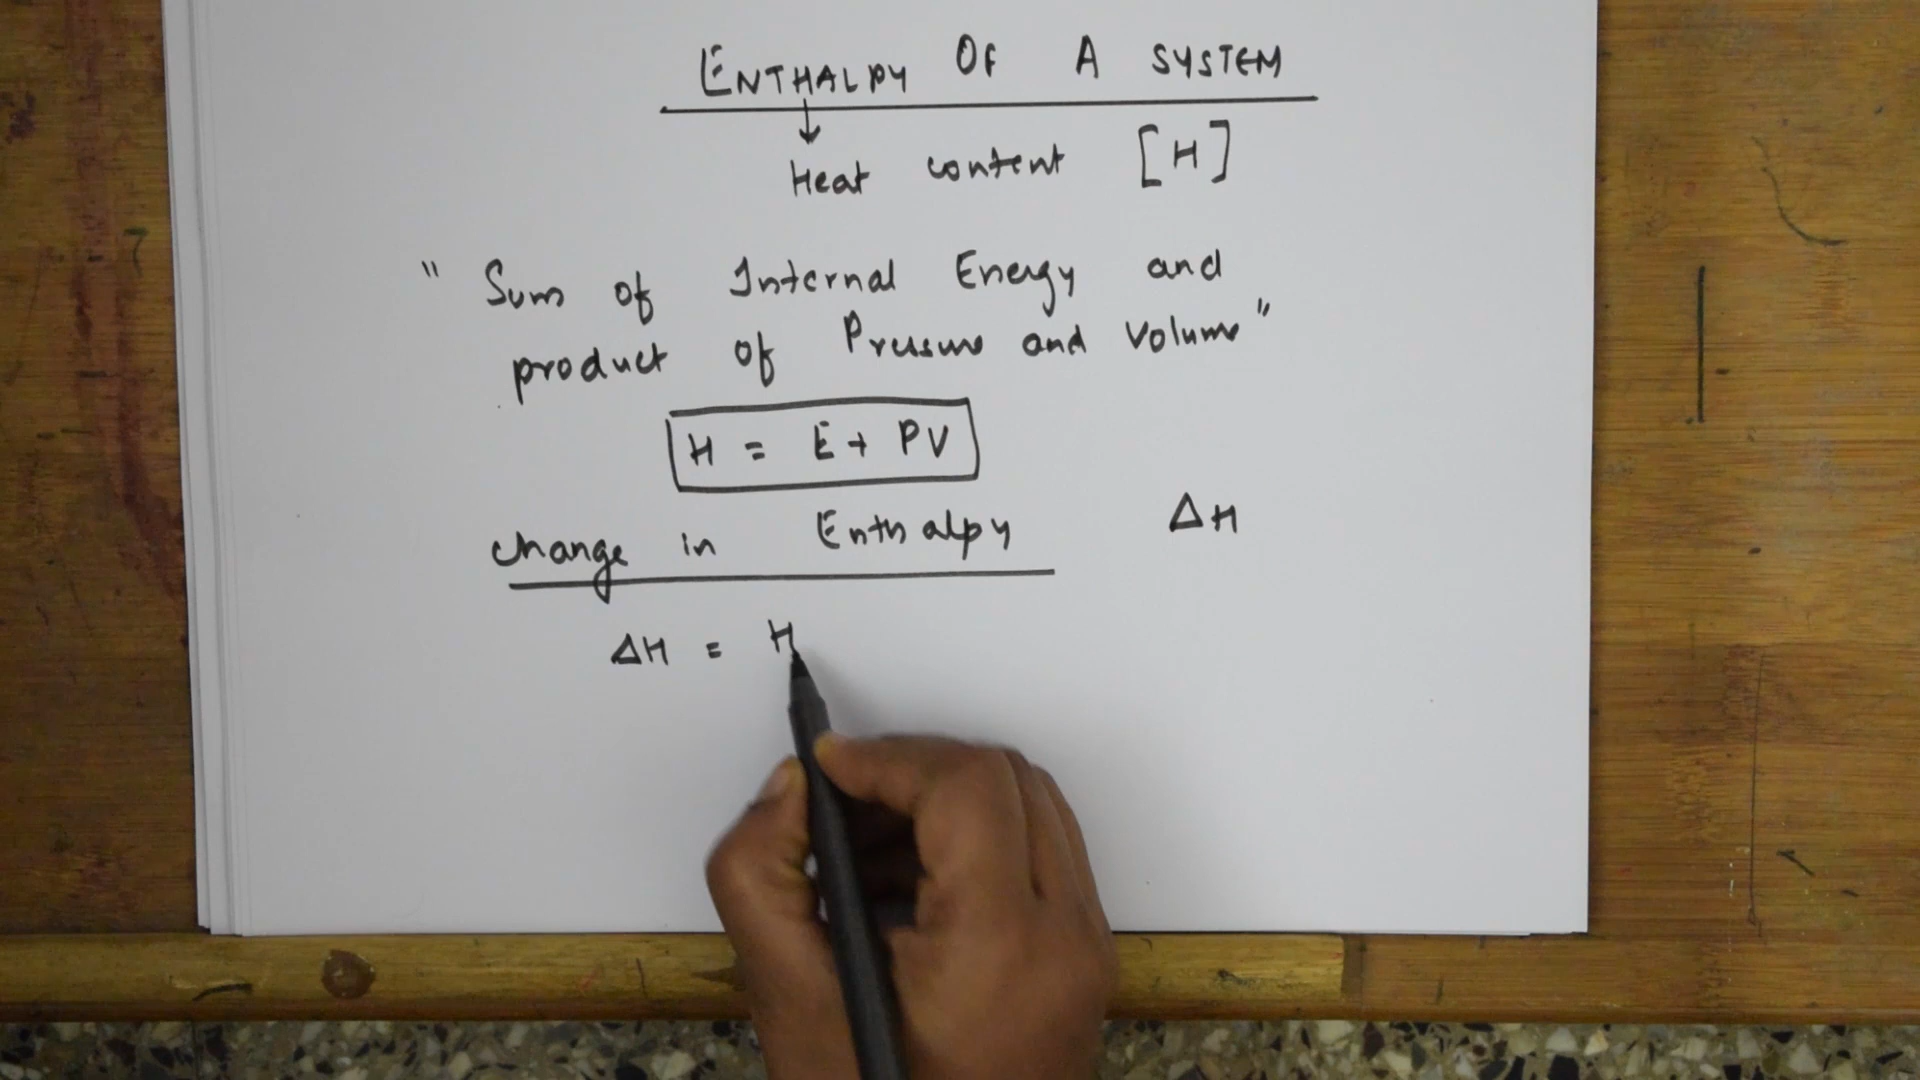 ENTHALPY OF A SYSTEM
Heat content [H]
" Sum of Internal Energy and
product of Pressure and Volume"
H = E + PV
Change in Enthalpy ΔH
ΔH = H